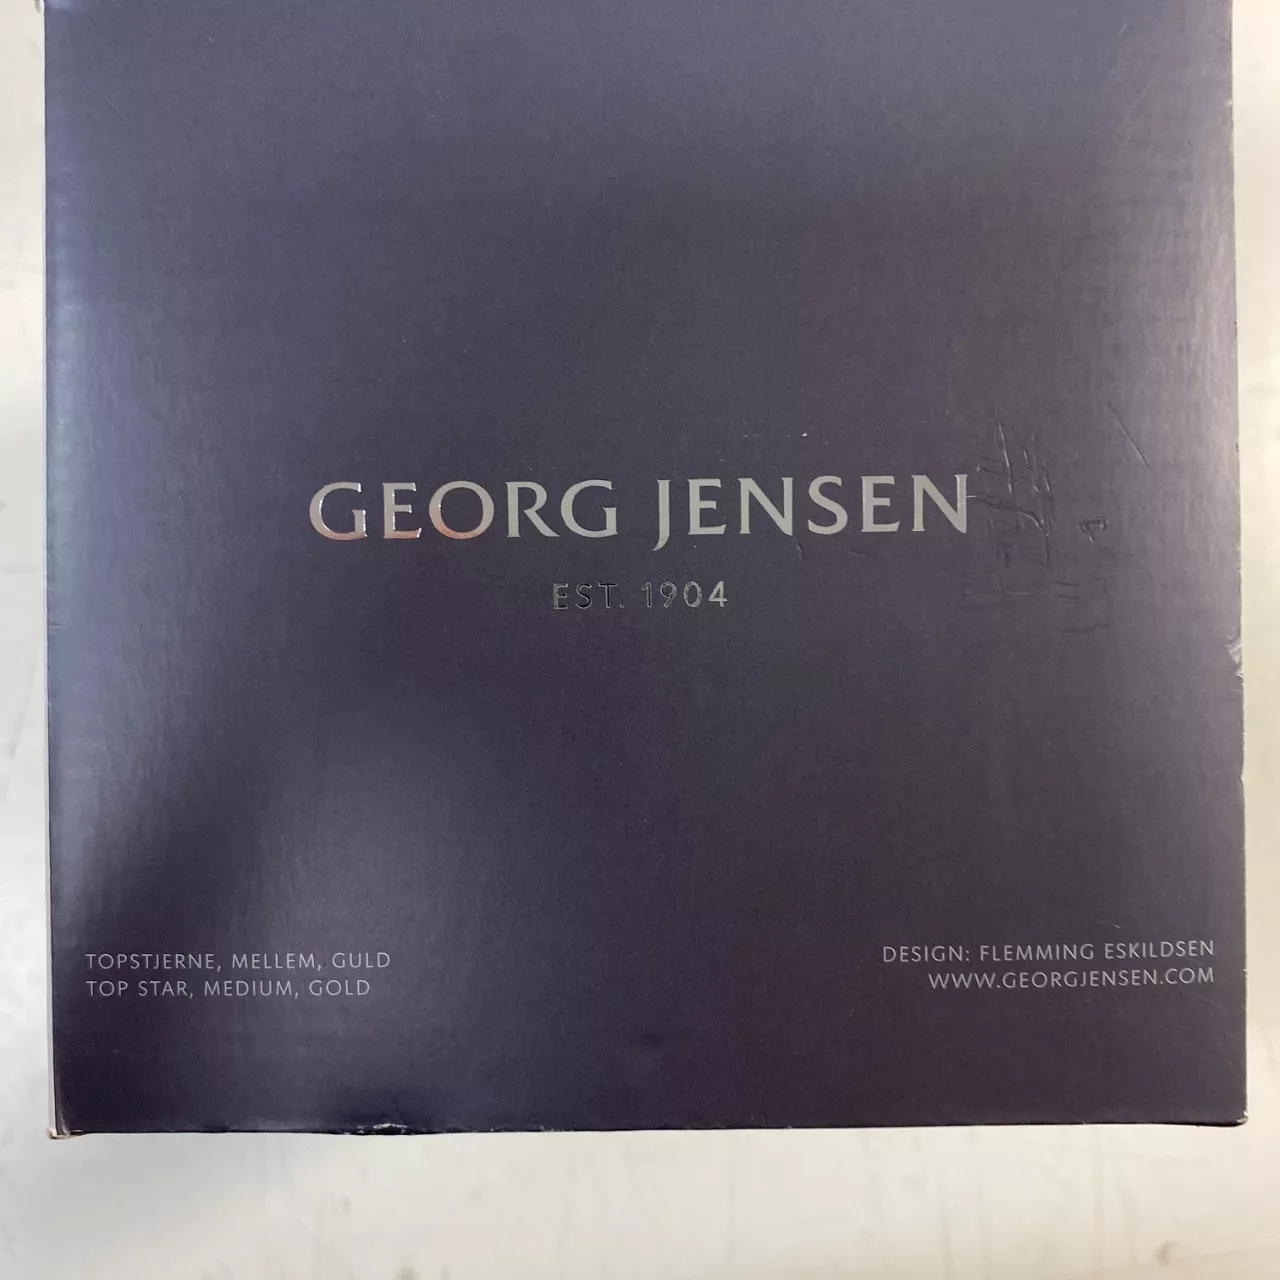 GEORG JENSEN
EST. 1904
TOPSTJERNE, MELLEM, GULD
TOP STAR, MEDIUM, GOLD
DESIGN: FLEMMING ESKILDSEN
WWW.GEORGJENSEN.COM